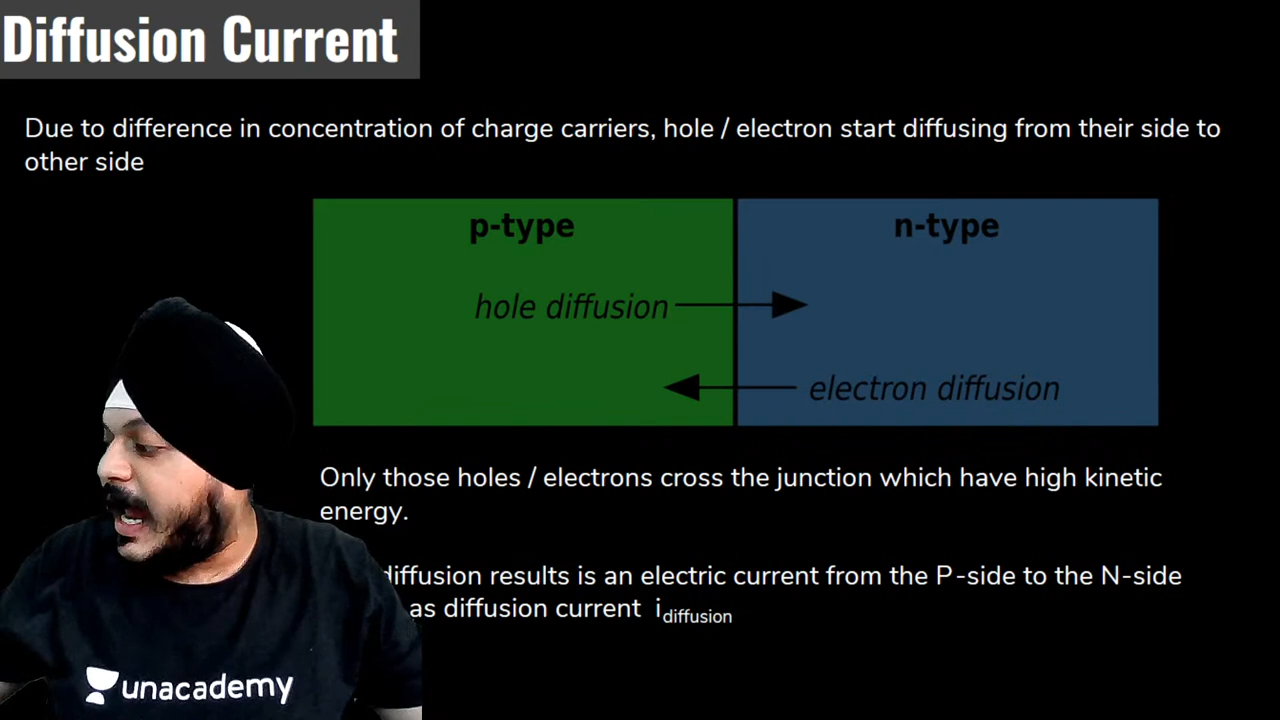 Diffusion Current
Due to difference in concentration of charge carriers, hole / electron start diffusing from their side to
other side
p-type
n-type
hole diffusion
electron diffusion
Only those holes / electrons cross the junction which have high kinetic
energy.
diffusion results is an electric current from the P-side to the N-side
as diffusion current i diffusion
unacademy